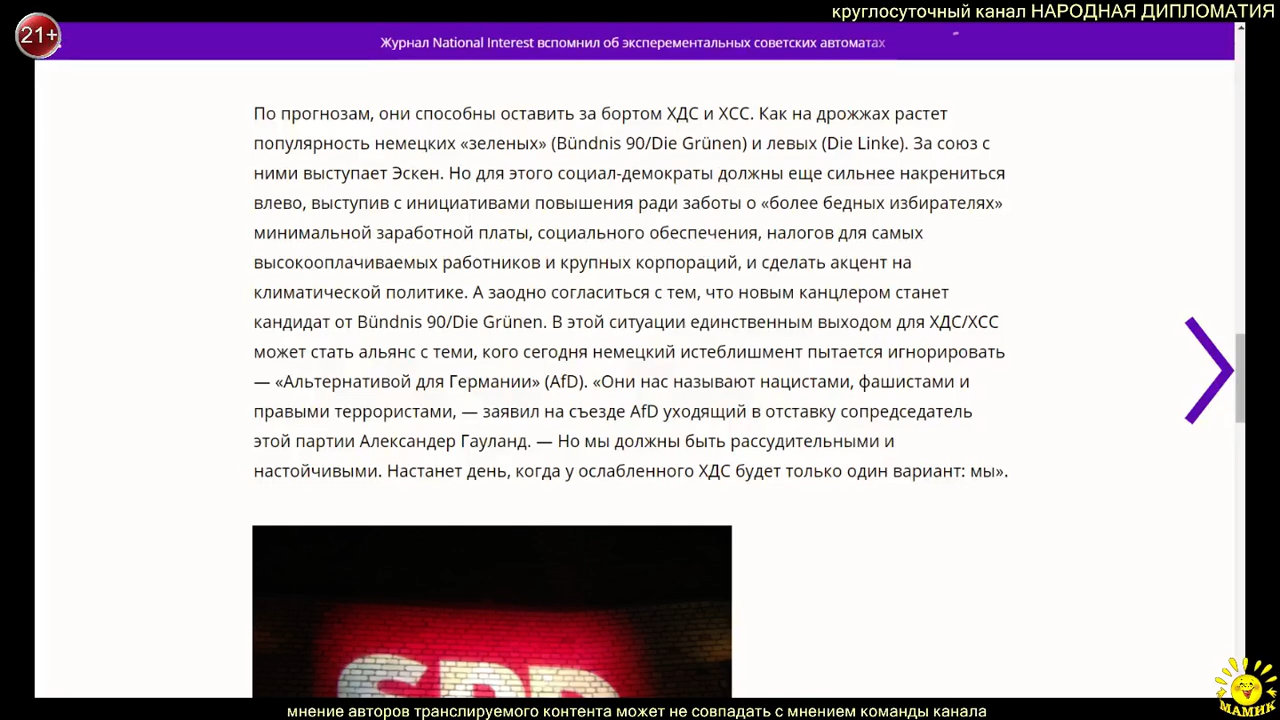 круглосуточный канал НАРОДНАЯ ДИПЛОМАТИЯ
21+
Журнал National Interest вспомнил об эксперементальных советских автоматах
По прогнозам, они способны оставить за бортом ХДС и ХСС. Как на дрожжах растет
популярность немецких «зеленых» (Bündnis 90/Die Grünen) и левых (Die Linke). За союз с
ними выступает Эскен. Но для этого социал-демократы должны еще сильнее накрениться
влево, выступив с инициативами повышения ради заботы о «более бедных избирателях»
минимальной заработной платы, социального обеспечения, налогов для самых
высокооплачиваемых работников и крупных корпораций, и сделать акцент на
климатической политике. А заодно согласиться с тем, что новым канцлером станет
кандидат от Bündnis 90/Die Grünen. В этой ситуации единственным выходом для ХДС/ХСС
может стать альянс с теми, кого сегодня немецкий истеблишмент пытается игнорировать
— «Альтернативой для Германии» (AfD). «Они нас называют нацистами, фашистами и
правыми террористами, — заявил на съезде AfD уходящий в отставку сопредседатель
этой партии Александер Гауланд. — Но мы должны быть рассудительными и
настойчивыми. Настанет день, когда у ослабленного ХДС будет только один вариант: мы».
SPD
МАМИК
мнение авторов транслируемого контента может не совпадать с мнением команды канала